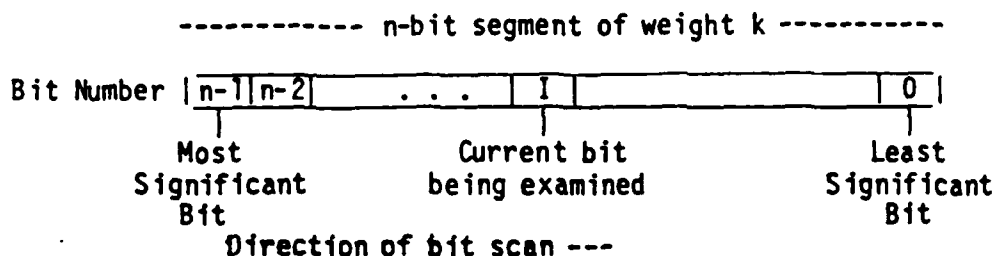 ------------ n-bit segment of weight k ------------
Bit Number |n-1|n-2| . . . | I | | 0 |
Most Current bit Least
Significant being examined Significant
Bit Bit
Direction of bit scan ---